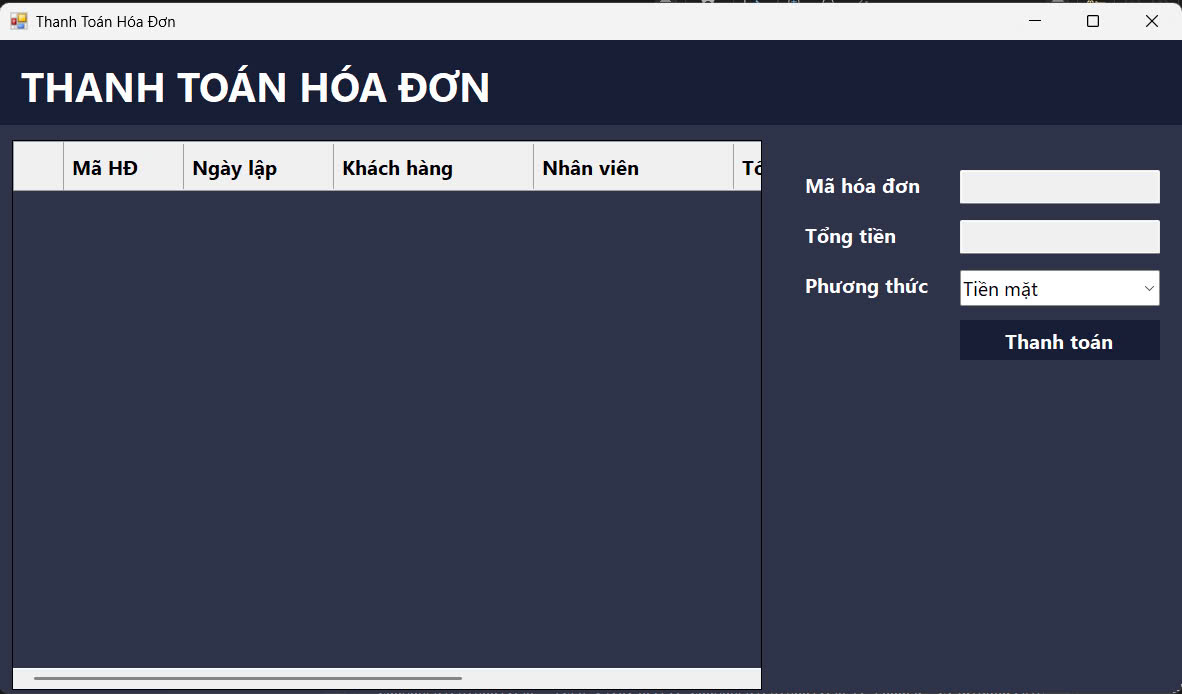 Thanh Toán Hóa Đơn
THANH TOÁN HÓA ĐƠN
Mã HĐ Ngày lập Khách hàng Nhân viên
Mã hóa đơn
Tổng tiền
Phương thức Tiền mặt
Thanh toán